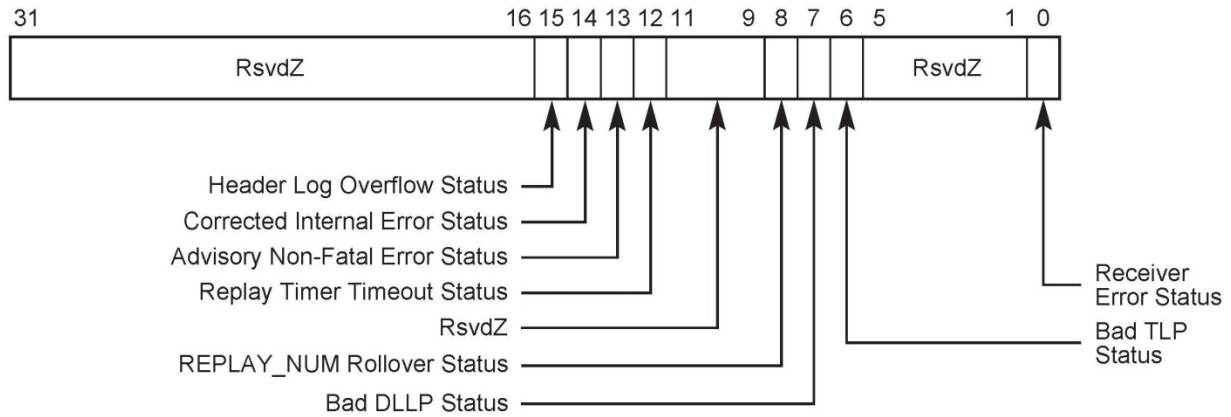 31 16 15 14 13 12 11 9 8 7 6 5 1 0
RsvdZ RsvdZ
Header Log Overflow Status
Corrected Internal Error Status
Advisory Non-Fatal Error Status
Replay Timer Timeout Status
RsvdZ
REPLAY_NUM Rollover Status
Bad DLLP Status
Receiver
Error Status
Bad TLP
Status